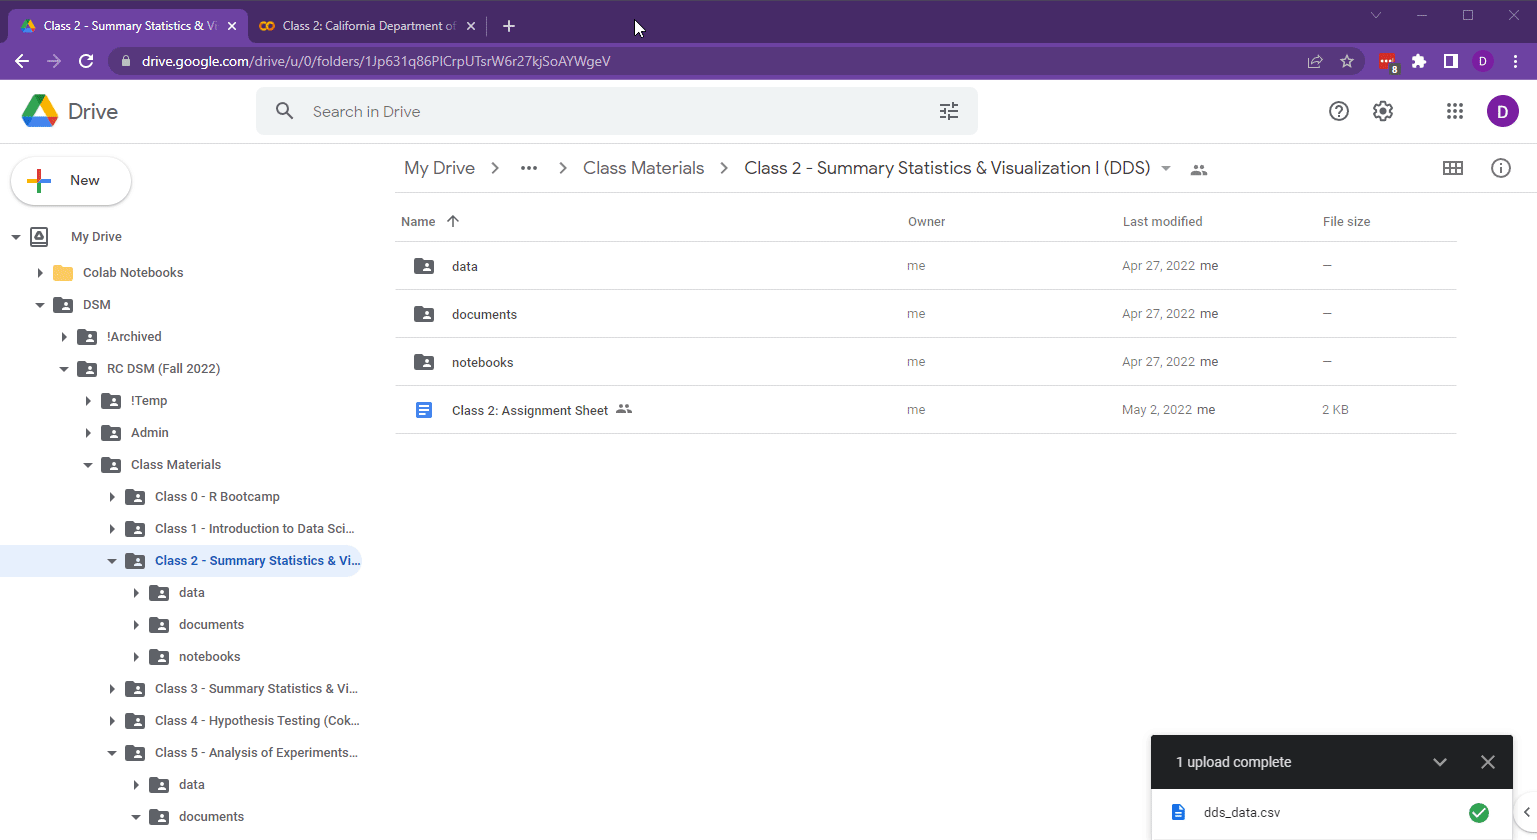 Class 2 - Summary Statistics & Vi
Class 2: California Department of
drive.google.com/drive/u/0/folders/1Jp631q86PlCrpUTsrW6r27kjSoAYWgeV
8
D
Drive
Search in Drive
D
New
My Drive
Colab Notebooks
DSM
!Archived
RC DSM (Fall 2022)
!Temp
Admin
Class Materials
Class 0 - R Bootcamp
Class 1 - Introduction to Data Sci...
Class 2 - Summary Statistics & Vi...
data
documents
notebooks
Class 3 - Summary Statistics & Vi...
Class 4 - Hypothesis Testing (Cok...
Class 5 - Analysis of Experiments...
data
documents
My Drive > ••• > Class Materials > Class 2 - Summary Statistics & Visualization I (DDS)
Name Owner Last modified File size
data me Apr 27, 2022 me —
documents me Apr 27, 2022 me —
notebooks me Apr 27, 2022 me —
Class 2: Assignment Sheet me May 2, 2022 me 2 KB
1 upload complete
dds_data.csv